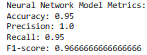 Neural Network Model Metrics:
Accuracy: 0.95
Precision: 1.0
Recall: 0.95
F1-score: 0.9666666666666666